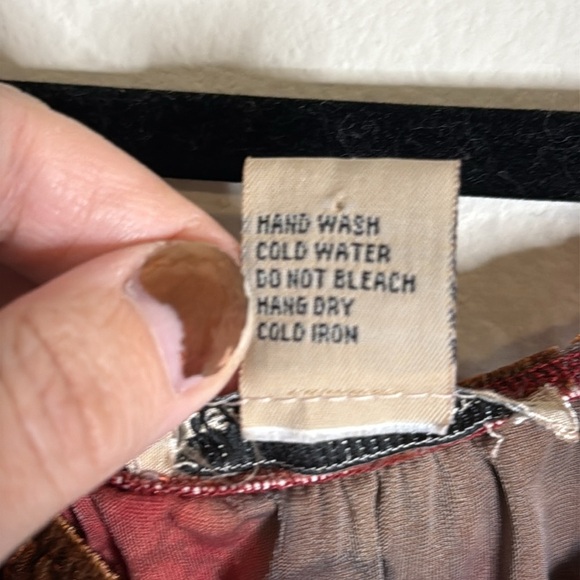 HAND WASH
COLD WATER
DO NOT BLEACH
HANG DRY
COLD IRON